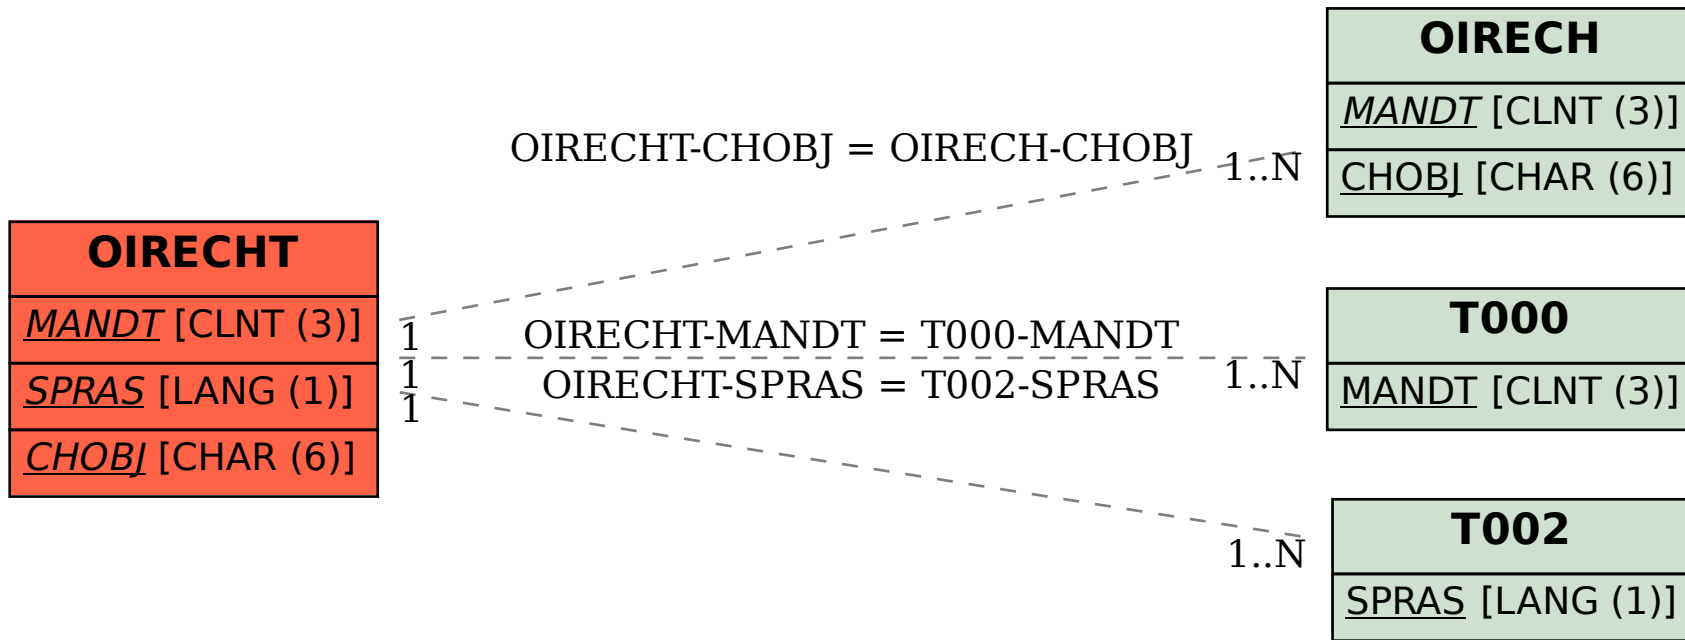 OIRECHT
MANDT [CLNT (3)]
SPRAS [LANG (1)]
CHOBJ [CHAR (6)]
OIRECHT-CHOBJ = OIRECH-CHOBJ
1..N
1
OIRECHT-MANDT = T000-MANDT
1
1..N
OIRECHT-SPRAS = T002-SPRAS
1
1..N
OIRECH
MANDT [CLNT (3)]
CHOBJ [CHAR (6)]
T000
MANDT [CLNT (3)]
T002
SPRAS [LANG (1)]